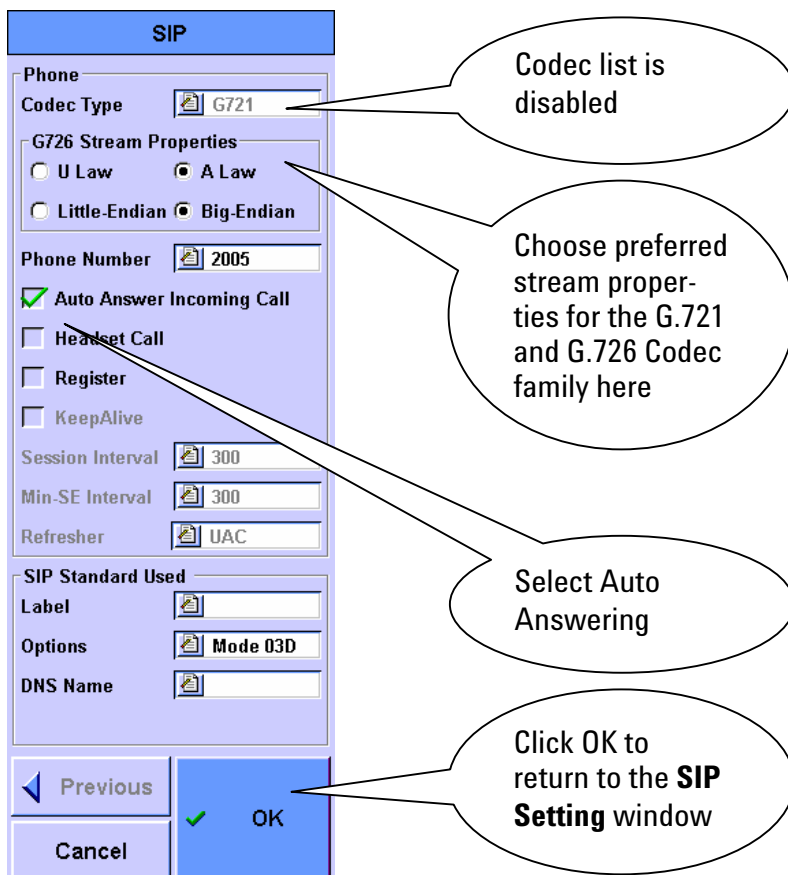 SIP
Phone
Codec Type G721
G726 Stream Properties
U Law A Law
Little-Endian Big-Endian
Phone Number 2005
Auto Answer Incoming Call
Headset Call
Register
KeepAlive
Session Interval 300
Min-SE Interval 300
Refresher UAC
SIP Standard Used
Label
Options Mode 03D
DNS Name
Previous
OK
Cancel
Codec list is
disabled
Choose preferred
stream proper-
ties for the G.721
and G.726 Codec
family here
Select Auto
Answering
Click OK to
return to the SIP
Setting window